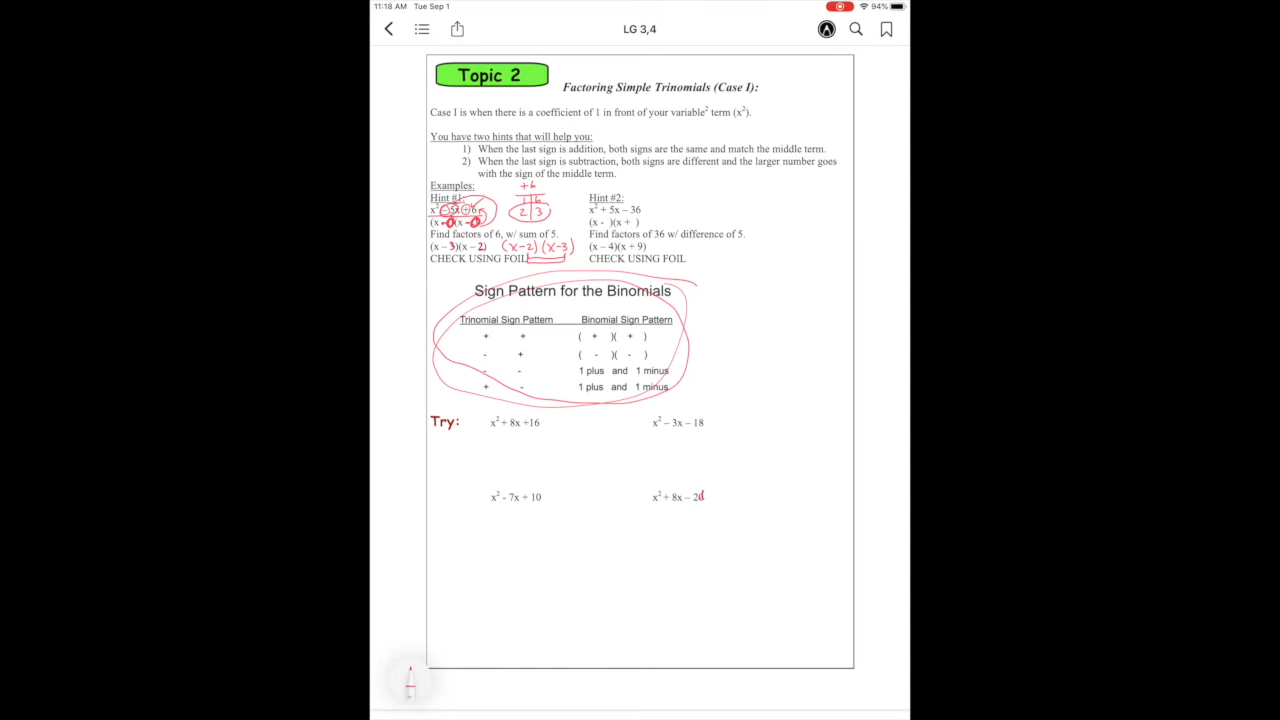 11:18 AM Tue Sep 1
94%
LG 3,4
Topic 2
Factoring Simple Trinomials (Case I):
Case I is when there is a coefficient of 1 in front of your variable² term (x²).
You have two hints that will help you:
1) When the last sign is addition, both signs are the same and match the middle term.
2) When the last sign is subtraction, both signs are different and the larger number goes
with the sign of the middle term.
Examples:
+6
Hint #1:
1 6
Hint #2:
x² – 5x + 6
2 3
x² + 5x – 36
(x - )(x - )
(x - )(x + )
Find factors of 6, w/ sum of 5.
Find factors of 36 w/ difference of 5.
(x – 3)(x – 2) (x-2) (x-3)
(x – 4)(x + 9)
CHECK USING FOIL
CHECK USING FOIL
Sign Pattern for the Binomials
Trinomial Sign Pattern Binomial Sign Pattern
+ + ( + )( + )
- + ( - )( - )
- - 1 plus and 1 minus
+ - 1 plus and 1 minus
Try: x² + 8x +16 x² – 3x – 18
x² - 7x + 10 x² + 8x – 20